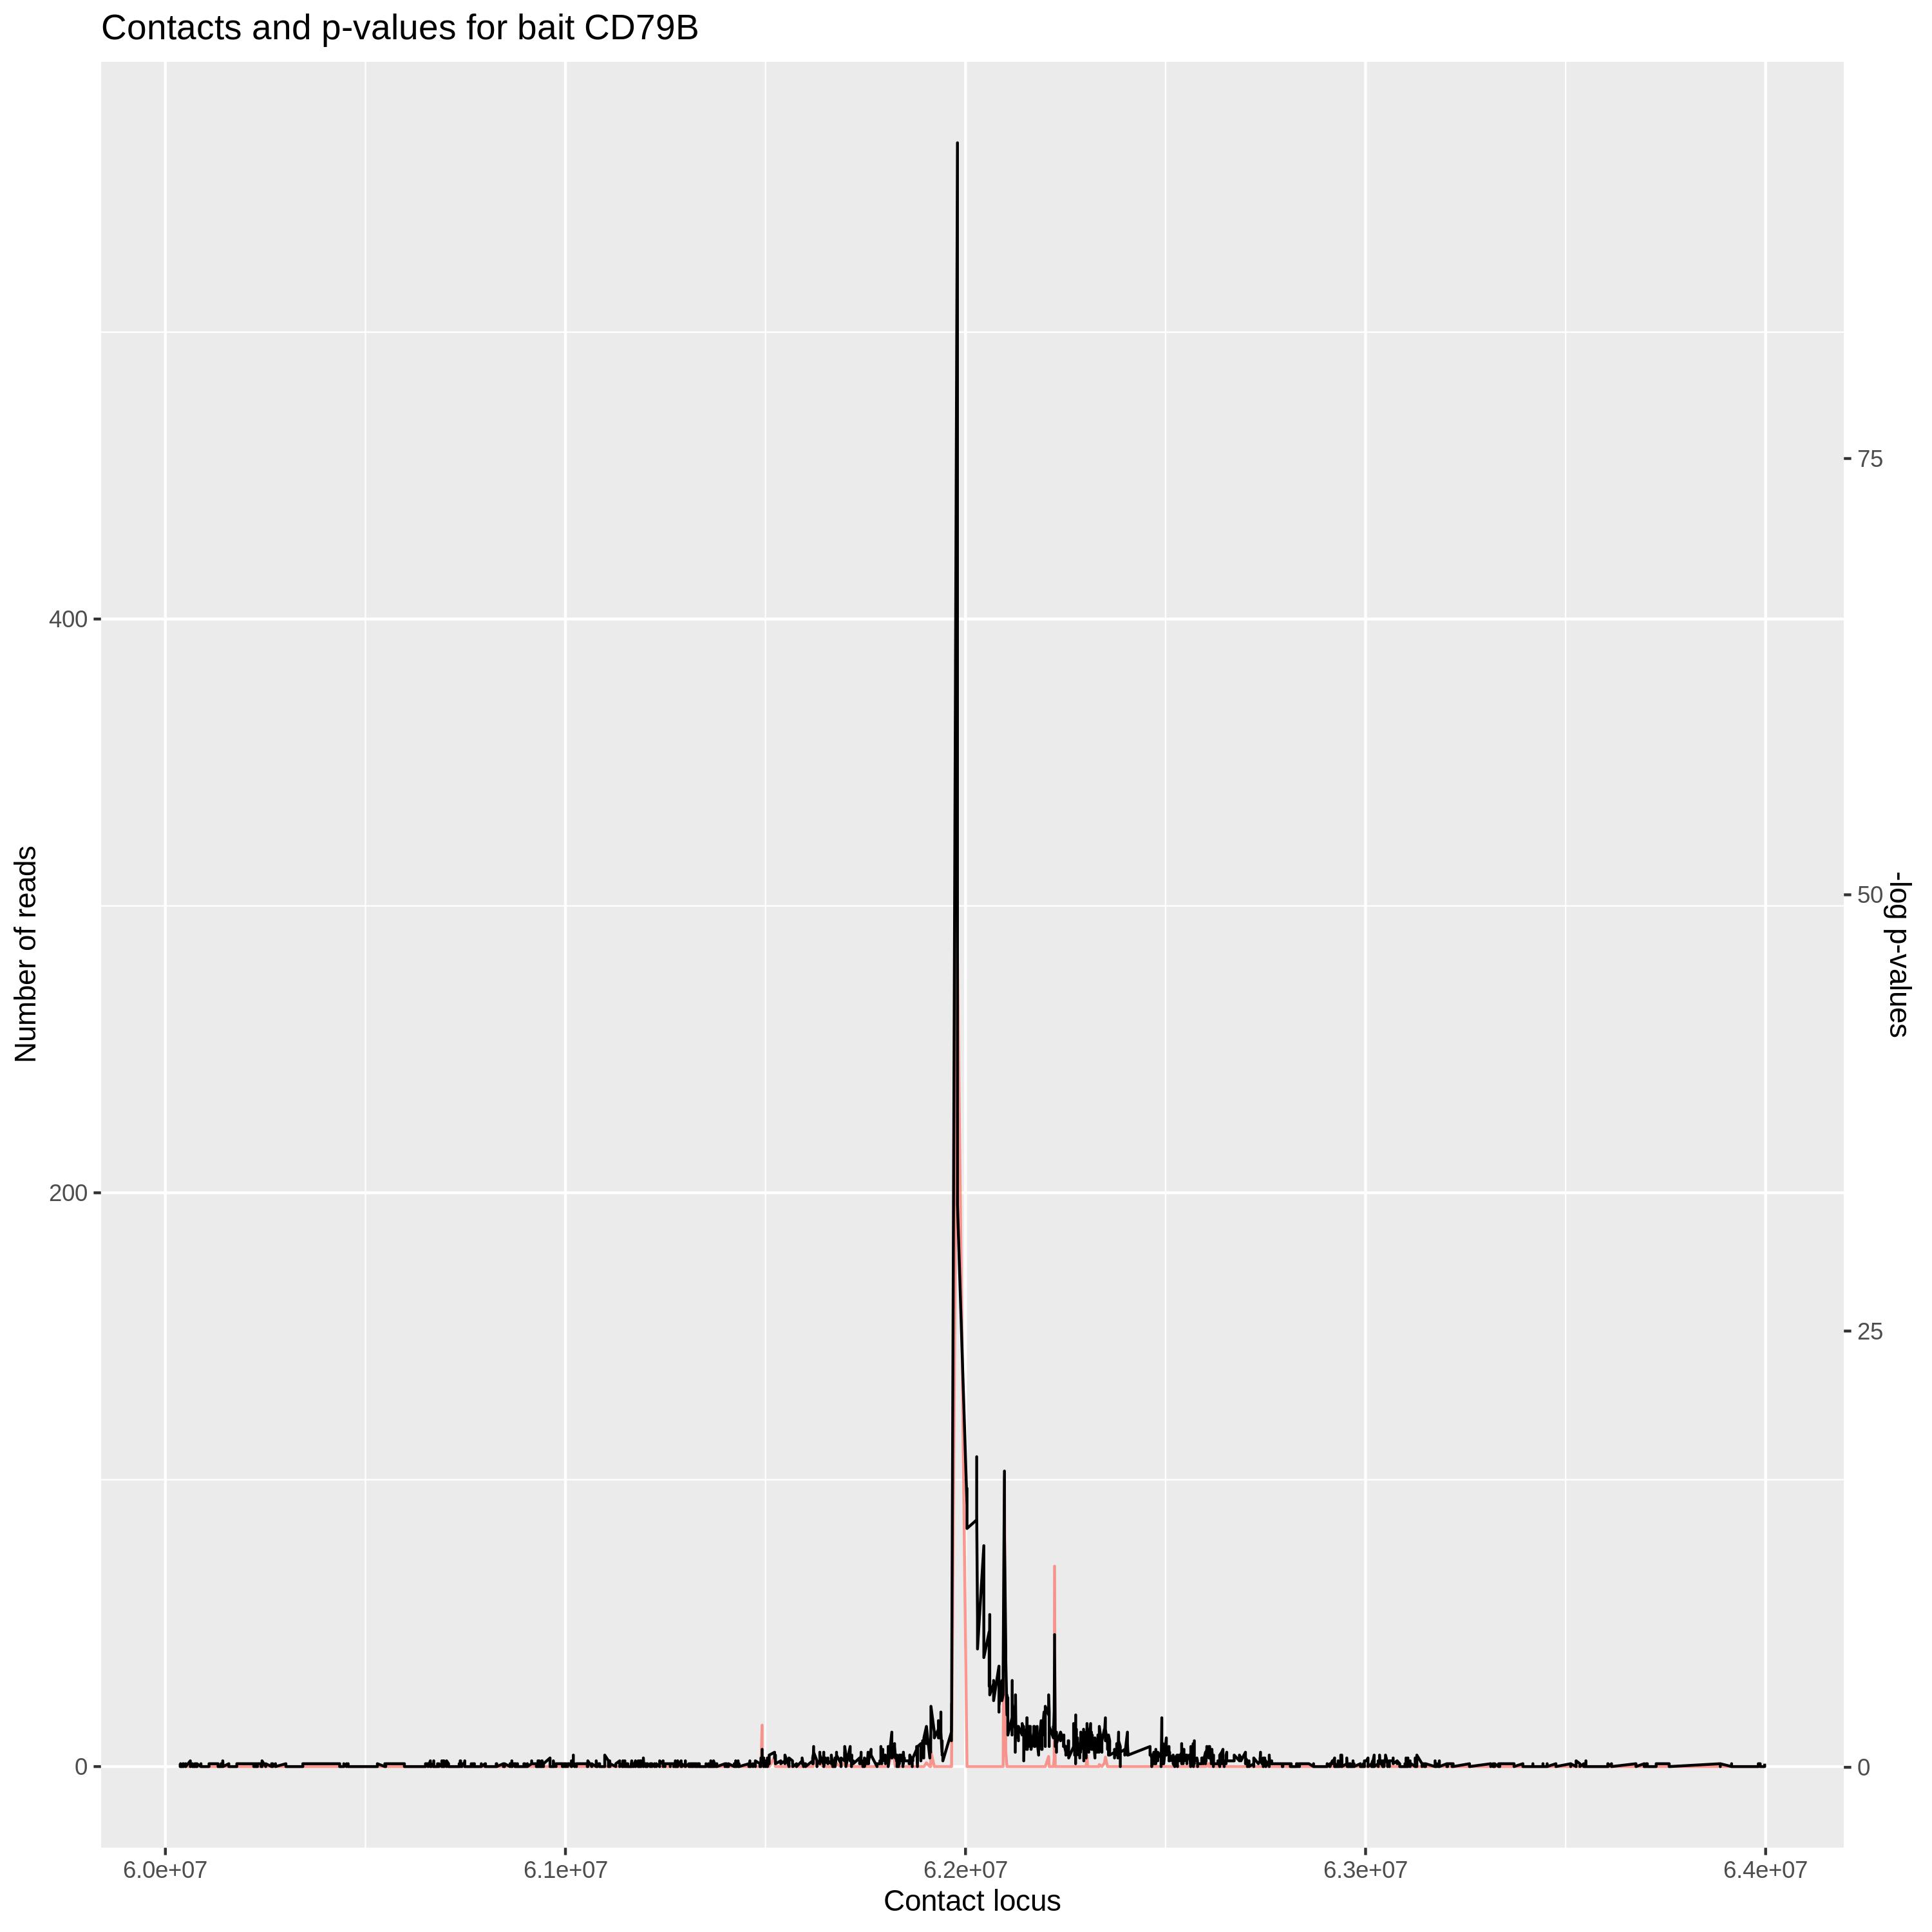 Contacts and p-values for bait CD79B
Number of reads
400
200
0
75
50
25
0
-log p-values
6.0e+07
6.1e+07
6.2e+07
6.3e+07
6.4e+07
Contact locus